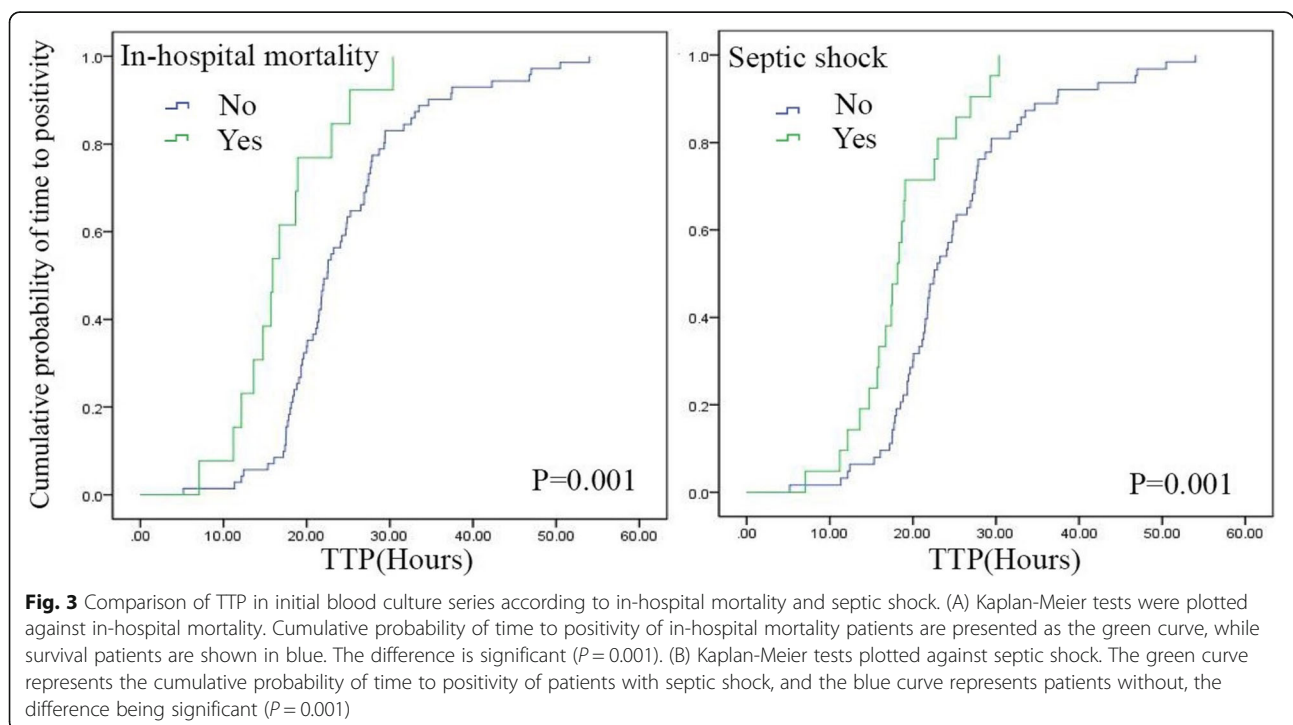 In-hospital mortality
No
Yes
Cumulative probability of time to positivity
1.0
0.8
0.6
0.4
0.2
0.0
P=0.001
.00 10.00 20.00 30.00 40.00 50.00 60.00
TTP(Hours)
Septic shock
No
Yes
1.0
0.8
0.6
0.4
0.2
0.0
P=0.001
.00 10.00 20.00 30.00 40.00 50.00 60.00
TTP(Hours)
Fig. 3 Comparison of TTP in initial blood culture series according to in-hospital mortality and septic shock. (A) Kaplan-Meier tests were plotted
against in-hospital mortality. Cumulative probability of time to positivity of in-hospital mortality patients are presented as the green curve, while
survival patients are shown in blue. The difference is significant (P = 0.001). (B) Kaplan-Meier tests plotted against septic shock. The green curve
represents the cumulative probability of time to positivity of patients with septic shock, and the blue curve represents patients without, the
difference being significant (P = 0.001)